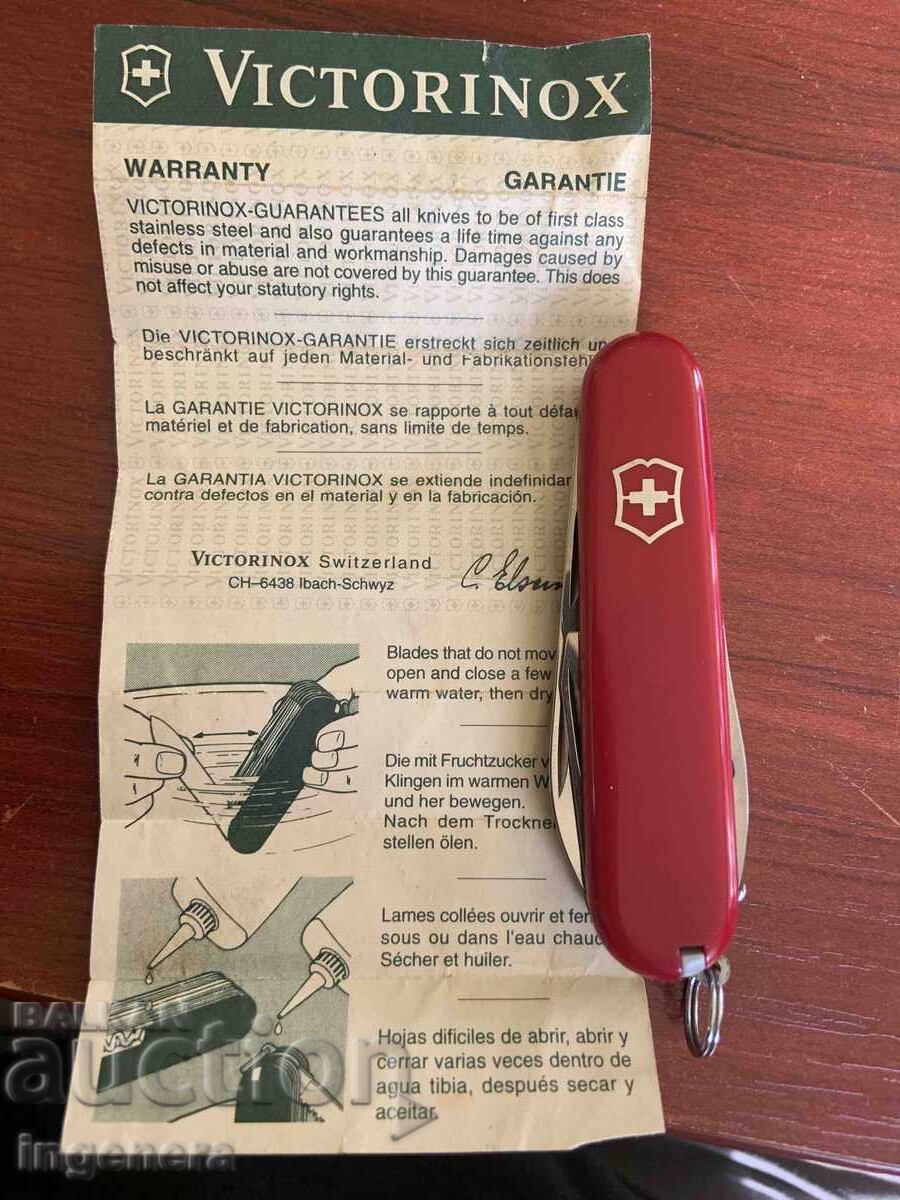 VICTORINOX
WARRANTY GARANTIE
VICTORINOX-GUARANTEES all knives to be of first class
stainless steel and also guarantees a life time against any
defects in material and workmanship. Damages caused by
misuse or abuse are not covered by this guarantee. This does
not affect your statutory rights.
Die VICTORINOX-GARANTIE erstreckt sich zeitlich un
beschränkt auf jeden Material- und Fabrikationsfehl
La GARANTIE VICTORINOX se rapporte à tout défa
matériel et de fabrication, sans limite de temps.
La GARANTIA VICTORINOX se extiende indefinidar
contra defectos en el material y en la fabricación.
VICTORINOX Switzerland
CH–6438 Ibach-Schwyz
C. Elsen
Blades that do not mov
open and close a few
warm water, then dry
Die mit Fruchtzucker v
Klingen im warmen W
und her bewegen.
Nach dem Trockne
stellen ölen.
Lames collées ouvrir et fer
sous ou dans l'eau chaud
Sécher et huiler.
Hojas dificiles de abrir, abrir y
cerrar varias veces dentro de
agua tibia, después secar y
aceitar.
BALKAN
auction
ingenera